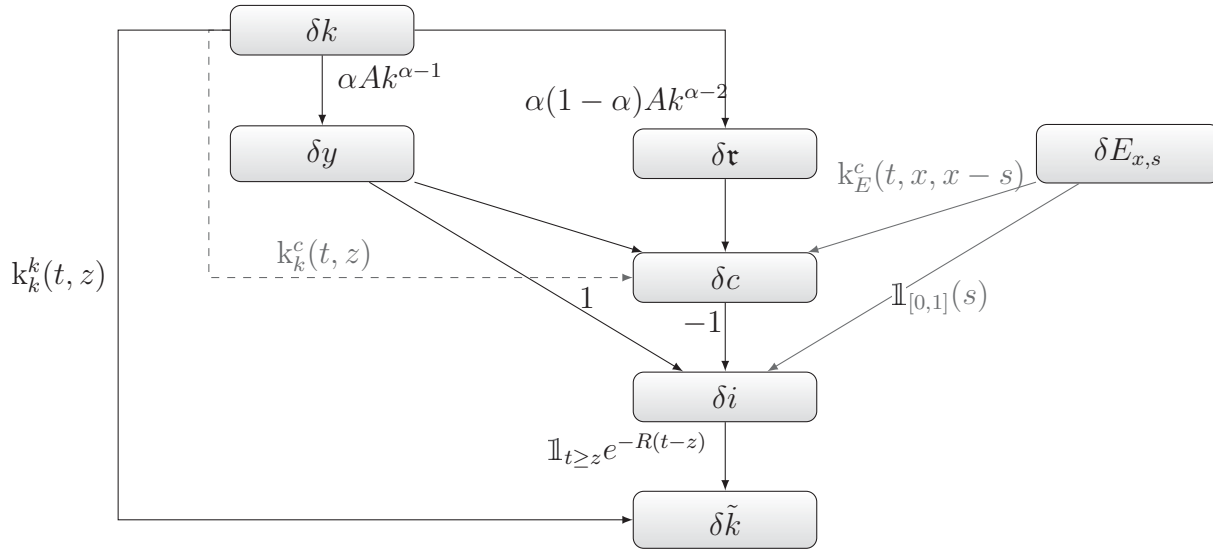 δk
αAk^{α−1}
α(1 − α)Ak^{α−2}
δy
δ𝔯
δE_{x,s}
k^c_E(t, x, x − s)
k^c_k(t, z)
k^k_k(t, z)
δc
1
𝟙_{[0,1]}(s)
−1
δi
𝟙_{t≥z}e^{−R(t−z)}
δk̃